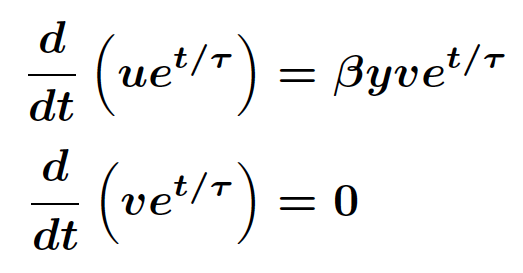 d/dt (ue^{t/τ}) = βyve^{t/τ}
d/dt (ve^{t/τ}) = 0